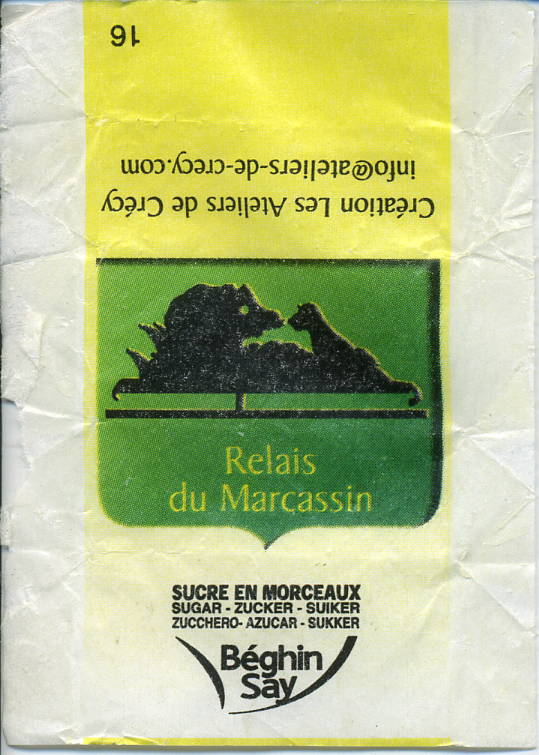 16
info@ateliers-de-crecy.com
Création Les Ateliers de Crécy
Relais
du Marcassin
SUCRE EN MORCEAUX
SUGAR - ZUCKER - SUIKER
ZUCCHERO- AZUCAR - SUKKER
Béghin
Say